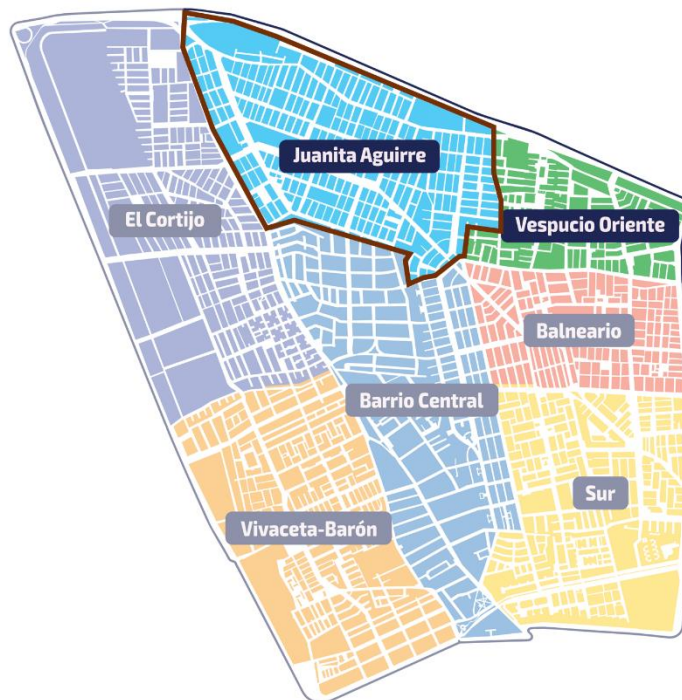 Juanita Aguirre
El Cortijo
Vespucio Oriente
Balneario
Barrio Central
Sur
Vivaceta-Barón